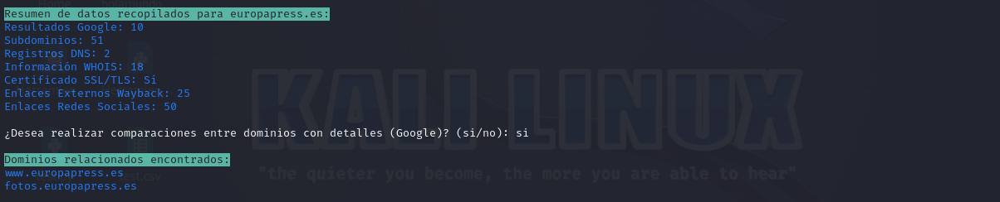 Resumen de datos recopilados para europapress.es:
Resultados Google: 10
Subdominios: 51
Registros DNS: 2
Información WHOIS: 18
Certificado SSL/TLS: Sí
Enlaces Externos Wayback: 25
Enlaces Redes Sociales: 50
KALI LINUX
¿Desea realizar comparaciones entre dominios con detalles (Google)? (si/no): si
Dominios relacionados encontrados:
www.europapress.es
"the quieter you become, the more you are able to hear"
fotos.europapress.es